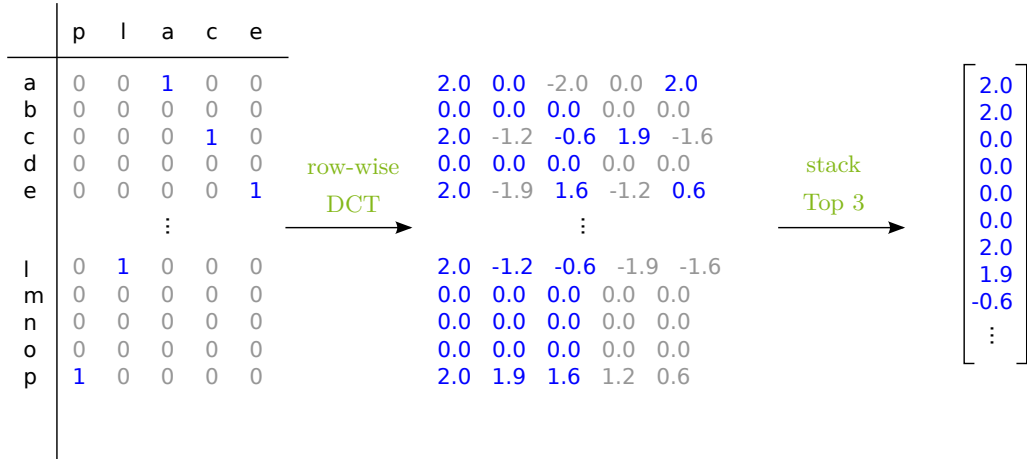 p l a c e
a 0 0 1 0 0 2.0 0.0 -2.0 0.0 2.0 2.0
b 0 0 0 0 0 0.0 0.0 0.0 0.0 0.0 2.0
c 0 0 0 1 0 2.0 -1.2 -0.6 1.9 -1.6 0.0
d 0 0 0 0 0 row-wise 0.0 0.0 0.0 0.0 0.0 stack 0.0
e 0 0 0 0 1 DCT 2.0 -1.9 1.6 -1.2 0.6 Top 3 0.0
⋮ ⋮ 0.0
2.0
l 0 1 0 0 0 2.0 -1.2 -0.6 -1.9 -1.6 1.9
m 0 0 0 0 0 0.0 0.0 0.0 0.0 0.0 -0.6
n 0 0 0 0 0 0.0 0.0 0.0 0.0 0.0 ⋮
o 0 0 0 0 0 0.0 0.0 0.0 0.0 0.0
p 1 0 0 0 0 2.0 1.9 1.6 1.2 0.6